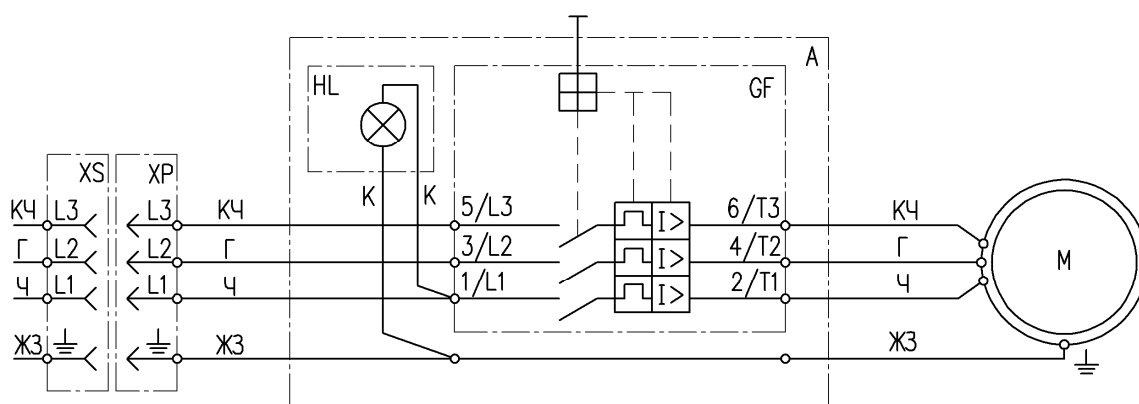 A
HL
GF
XS
XP
К
К
КЧ
L3
L3
КЧ
5/L3
I>
6/T3
КЧ
Г
L2
L2
Г
3/L2
I>
4/T2
Г
M
Ч
L1
L1
Ч
1/L1
I>
2/T1
Ч
ЖЗ
ЖЗ
ЖЗ